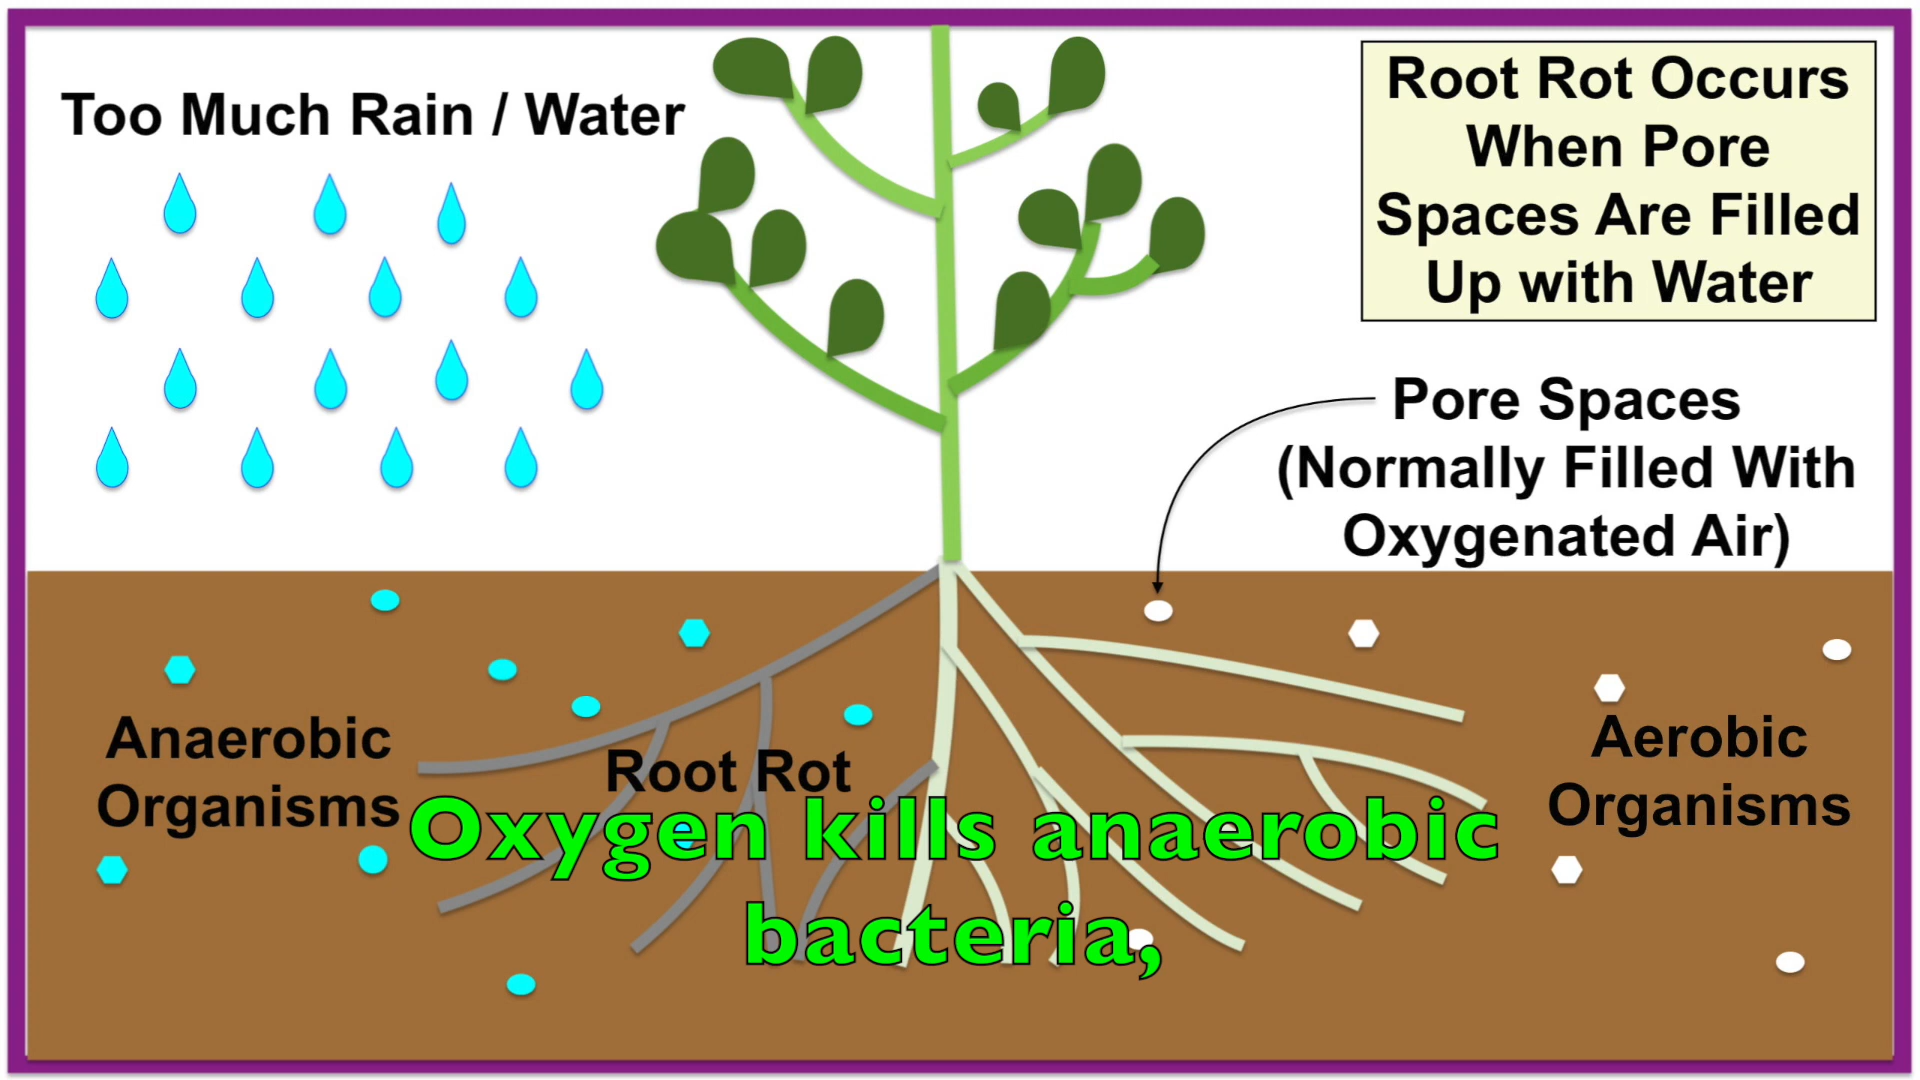 Too Much Rain / Water
Root Rot Occurs
When Pore
Spaces Are Filled
Up with Water
Pore Spaces
(Normally Filled With
Oxygenated Air)
Anaerobic
Organisms
Root Rot
Aerobic
Organisms
Oxygen kills anaerobic
bacteria,